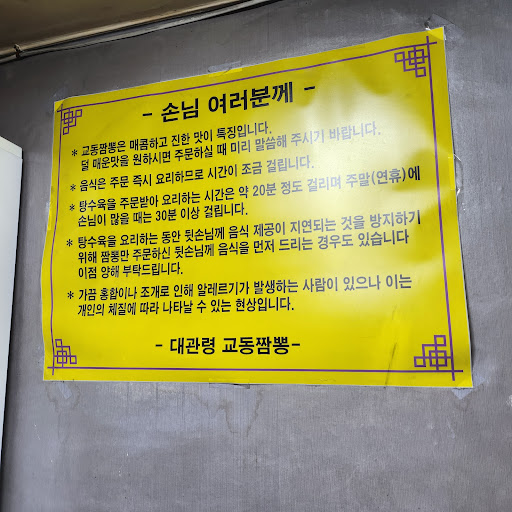 - 손님 여러분께 -
* 교동짬뽕은 매콤하고 진한 맛이 특징입니다.
덜 매운맛을 원하시면 주문하실 때 미리 말씀해 주시기 바랍니다.
* 음식은 주문 즉시 요리하므로 시간이 조금 걸립니다.
* 탕수육을 주문받아 요리하는 시간은 약 20분 정도 걸리며 주말(연휴)에
손님이 많을 때는 30분 이상 걸립니다.
* 탕수육을 요리하는 동안 뒷손님께 음식 제공이 지연되는 것을 방지하기
위해 짬뽕만 주문하신 뒷손님께 음식을 먼저 드리는 경우도 있습니다
이점 양해 부탁드립니다.
* 가끔 홍합이나 조개로 인해 알레르기가 발생하는 사람이 있으나 이는
개인의 체질에 따라 나타날 수 있는 현상입니다.
- 대관령 교동짬뽕-